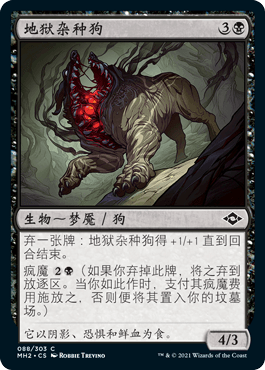 地狱杂种狗 3
生物～梦魇／狗
弃一张牌：地狱杂种狗得+1/+1直到回
合结束。
疯魇 2（如果你弃掉此牌，将之弃到
放逐区。当你如此作时，支付其疯魇费
用施放之，否则便将其置入你的坟墓
场。）
它以阴影、恐惧和鲜血为食。
4/3
088/303 C
MH2 • CS ROBBIE TREVINO
™ & © 2021 Wizards of the Coast